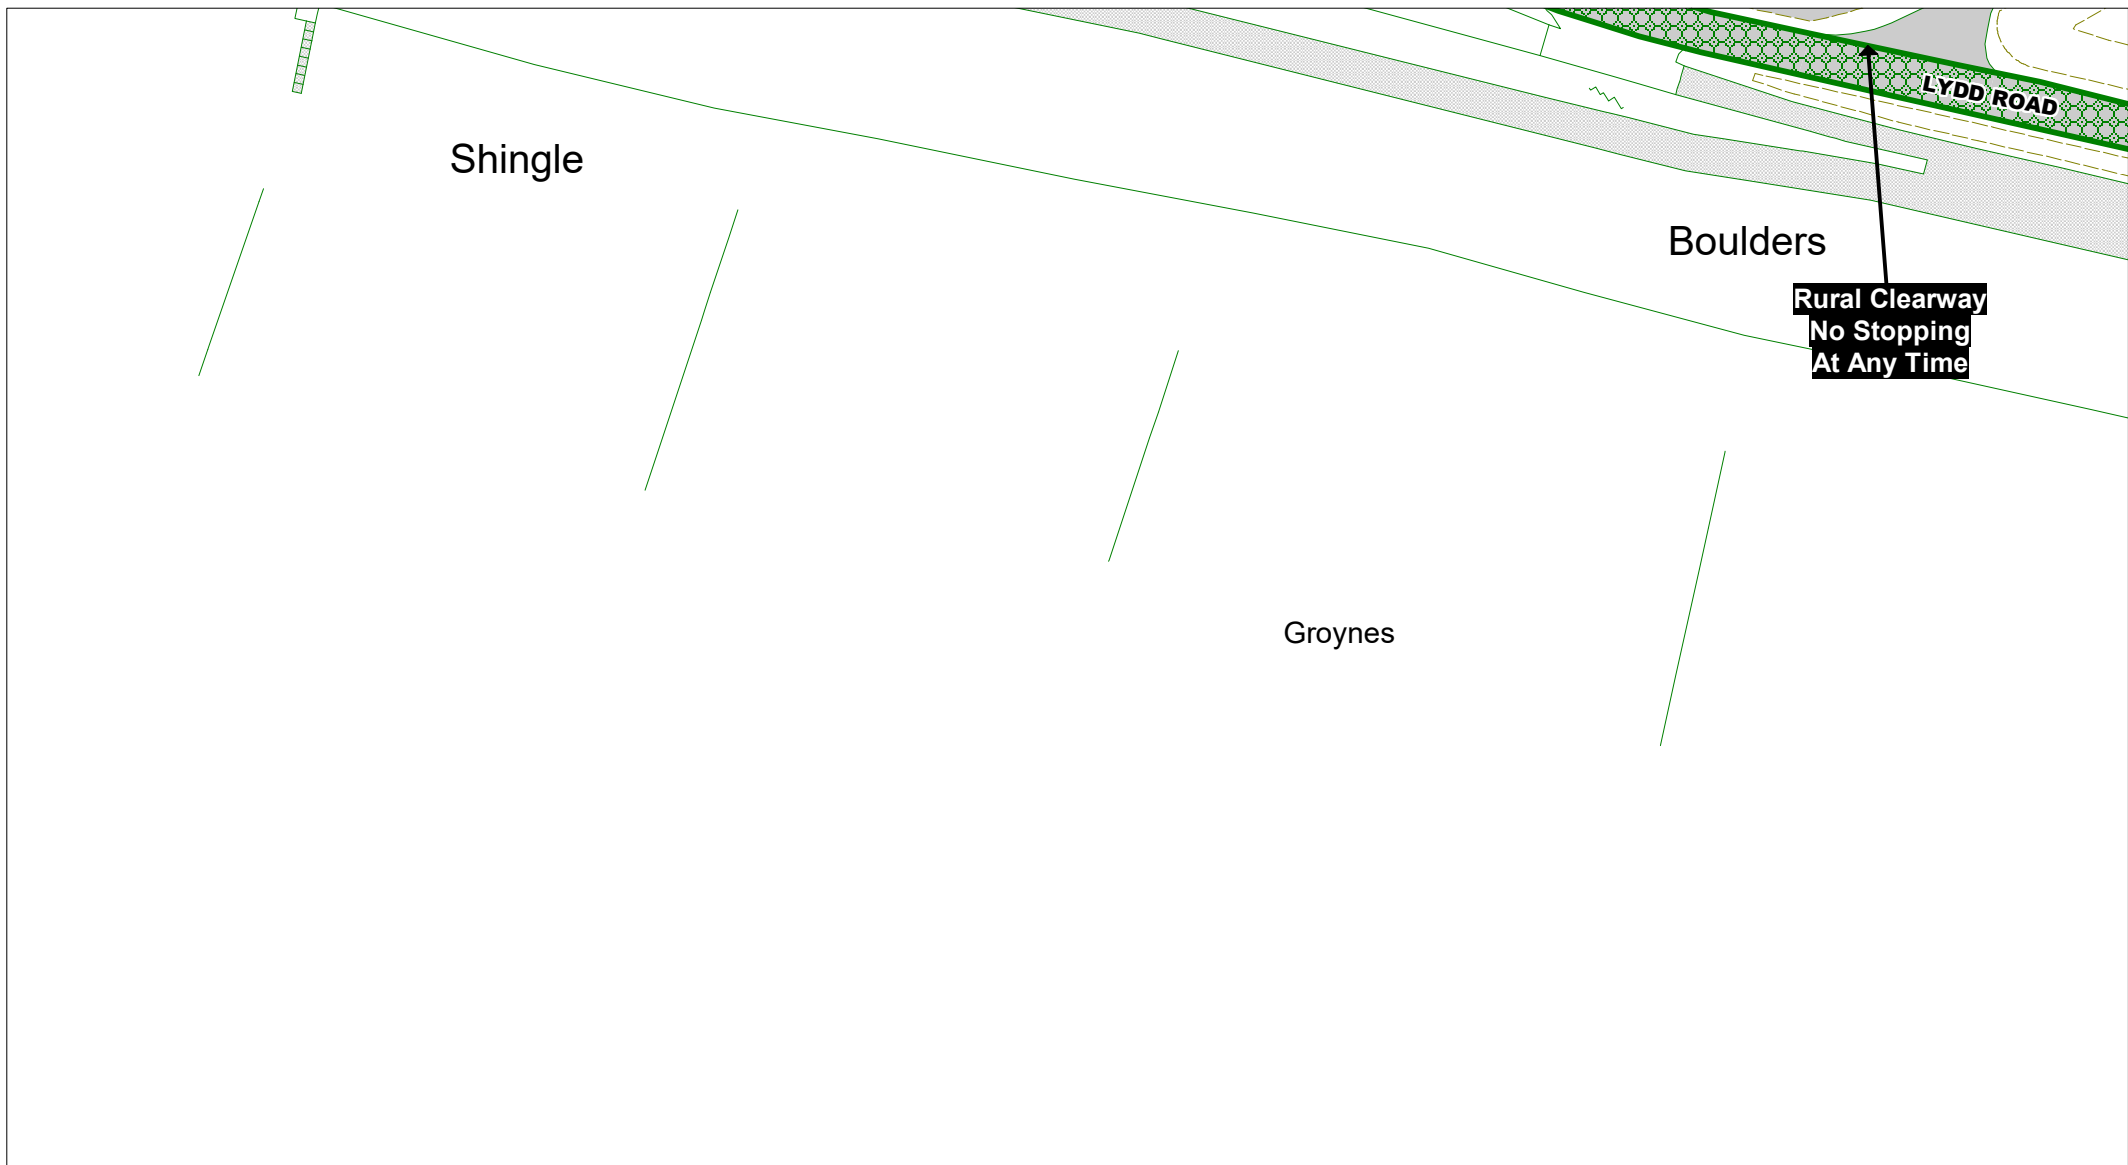 LYDD ROAD
Shingle
Boulders
Rural Clearway
No Stopping
At Any Time
Groynes